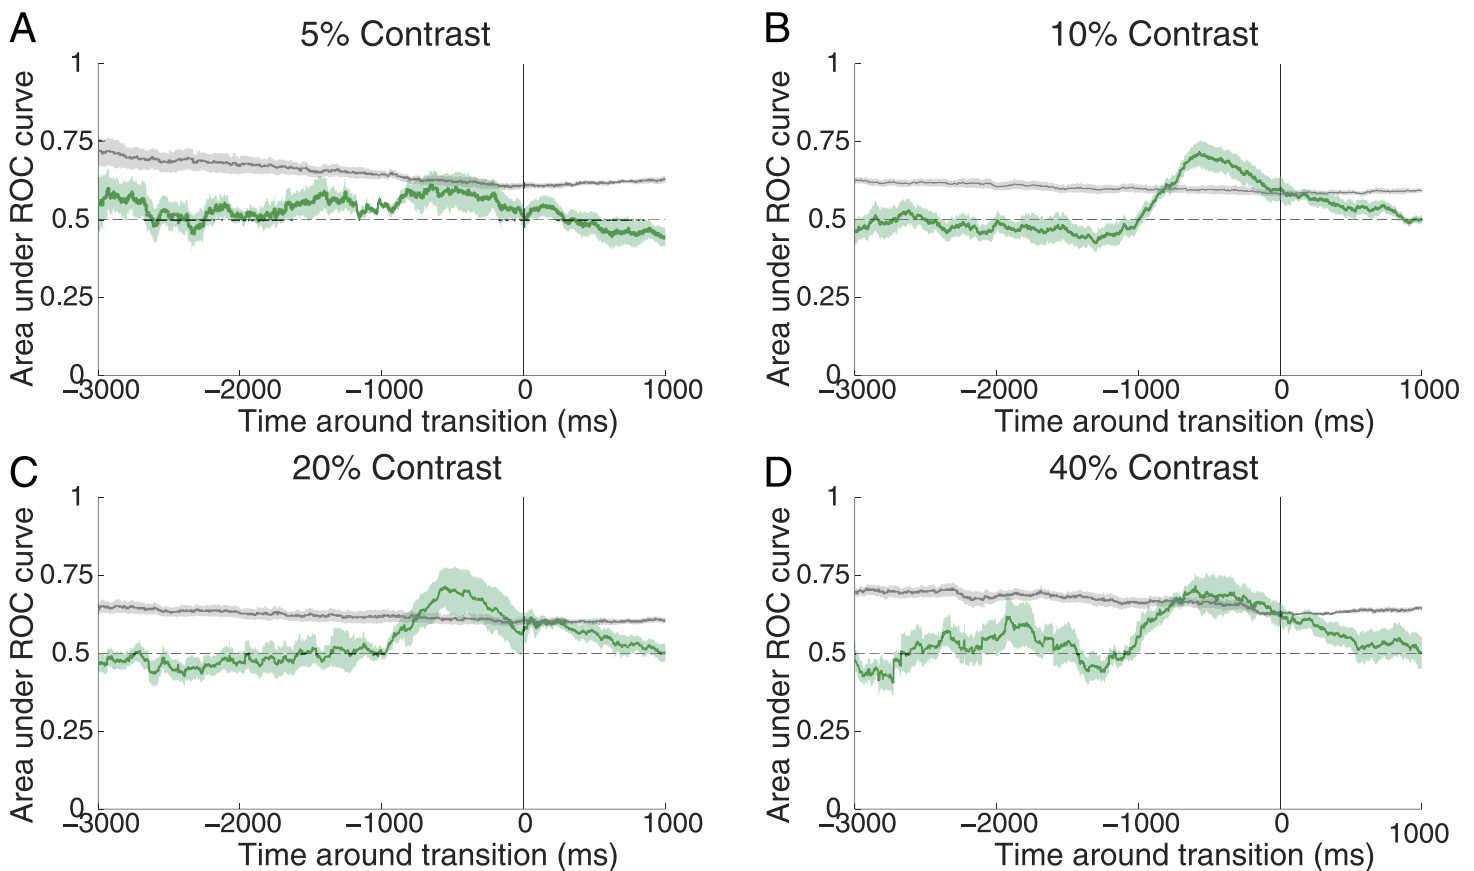 A
5% Contrast
Area under ROC curve
1
0.75
0.5
0.25
0
−3000
−2000
−1000
0
1000
Time around transition (ms)
B
10% Contrast
Area under ROC curve
1
0.75
0.5
0.25
0
−3000
−2000
−1000
0
1000
Time around transition (ms)
C
20% Contrast
Area under ROC curve
1
0.75
0.5
0.25
0
−3000
−2000
−1000
0
1000
Time around transition (ms)
D
40% Contrast
Area under ROC curve
1
0.75
0.5
0.25
0
−3000
−2000
−1000
0
1000
Time around transition (ms)